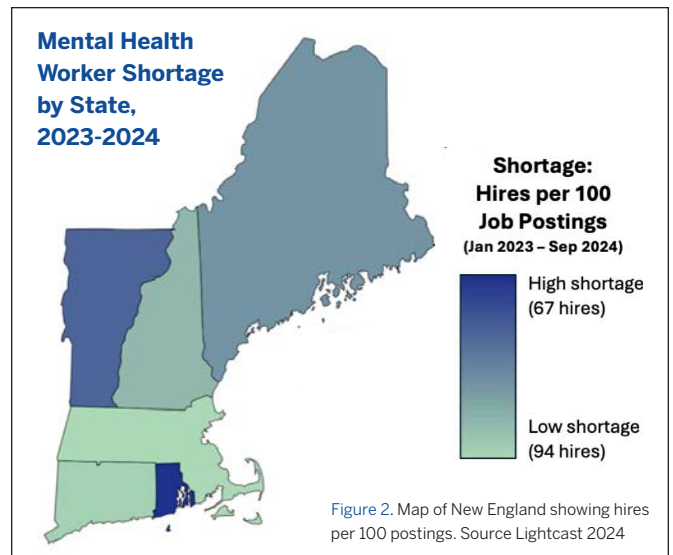 Mental Health
Worker Shortage
by State,
2023-2024
Shortage:
Hires per 100
Job Postings
(Jan 2023 – Sep 2024)
High shortage
(67 hires)
Low shortage
(94 hires)
Figure 2. Map of New England showing hires
per 100 postings. Source Lightcast 2024